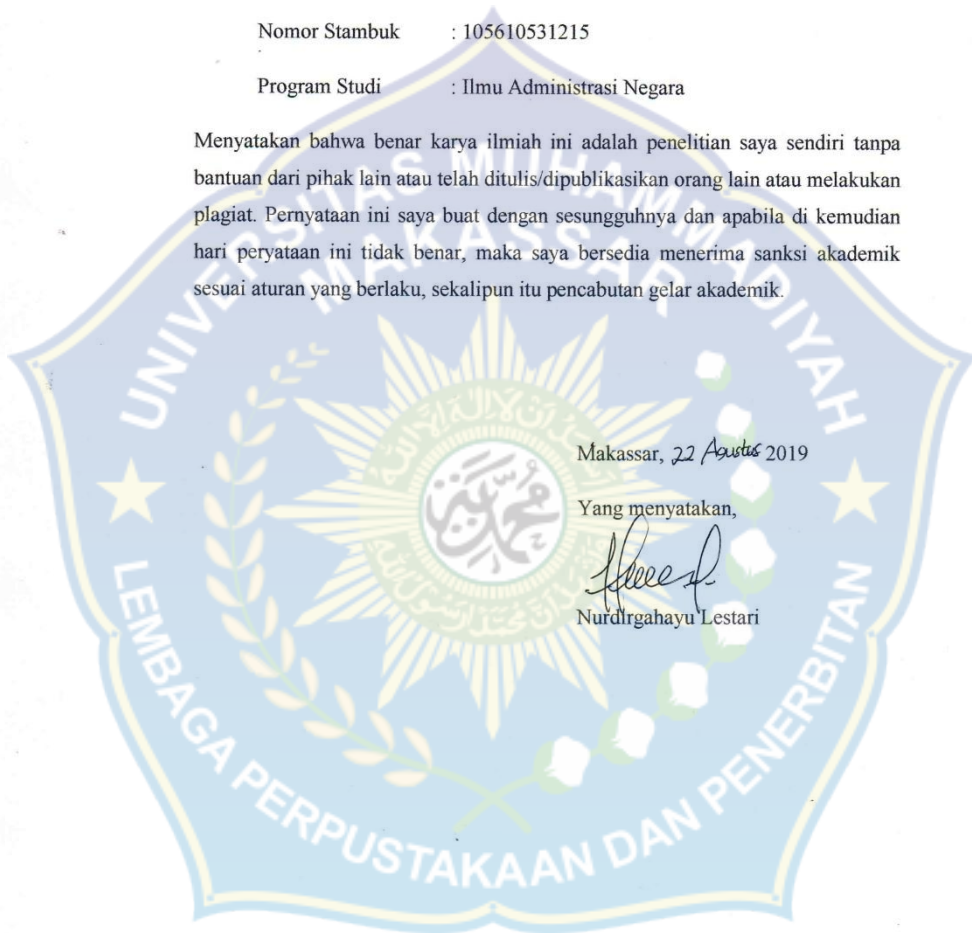 Nomor Stambuk : 105610531215
Program Studi : Ilmu Administrasi Negara
Menyatakan bahwa benar karya ilmiah ini adalah penelitian saya sendiri tanpa
bantuan dari pihak lain atau telah ditulis/dipublikasikan orang lain atau melakukan
plagiat. Pernyataan ini saya buat dengan sesungguhnya dan apabila di kemudian
hari peryataan ini tidak benar, maka saya bersedia menerima sanksi akademik
sesuai aturan yang berlaku, sekalipun itu pencabutan gelar akademik.
Makassar, 22 Agustus 2019
Yang menyatakan,
Nurdirgahayu Lestari
UNIVERSITAS MUHAMMADIYAH
MAKASSAR
LEMBAGA PERPUSTAKAAN DAN PENERBITAN
محمدية